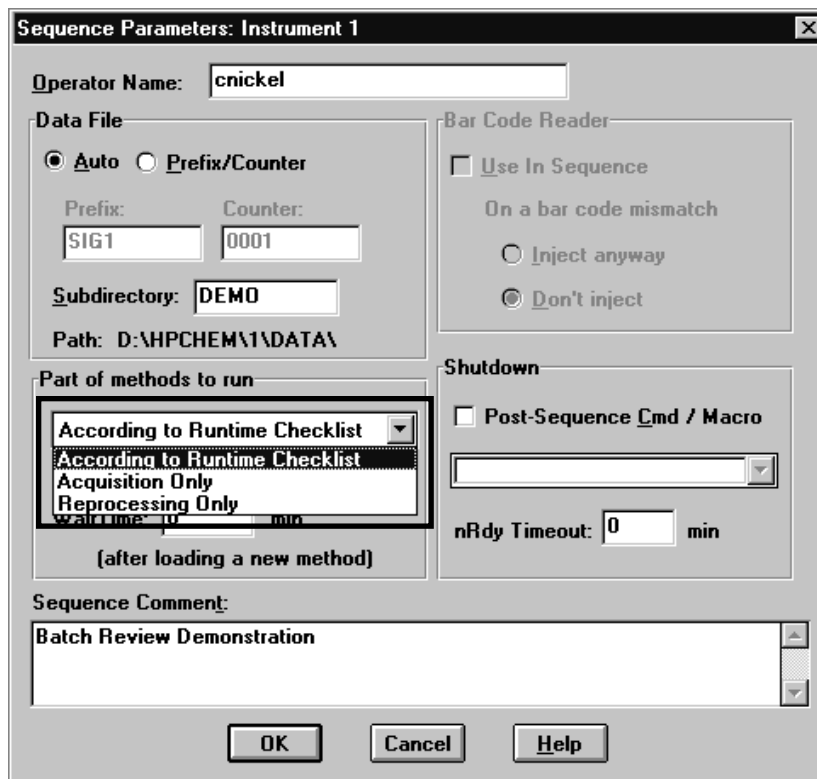 Sequence Parameters: Instrument 1
Operator Name: cnickel
Data File
Auto Prefix/Counter
Prefix: Counter:
SIG1 0001
Subdirectory: DEMO
Path: D:\HPCHEM\1\DATA\
Bar Code Reader
Use In Sequence
On a bar code mismatch
Inject anyway
Don't inject
Part of methods to run
According to Runtime Checklist
According to Runtime Checklist
Acquisition Only
Reprocessing Only
WaitTime: 0 min
(after loading a new method)
Shutdown
Post-Sequence Cmd / Macro
nRdy Timeout: 0 min
Sequence Comment:
Batch Review Demonstration
OK Cancel Help